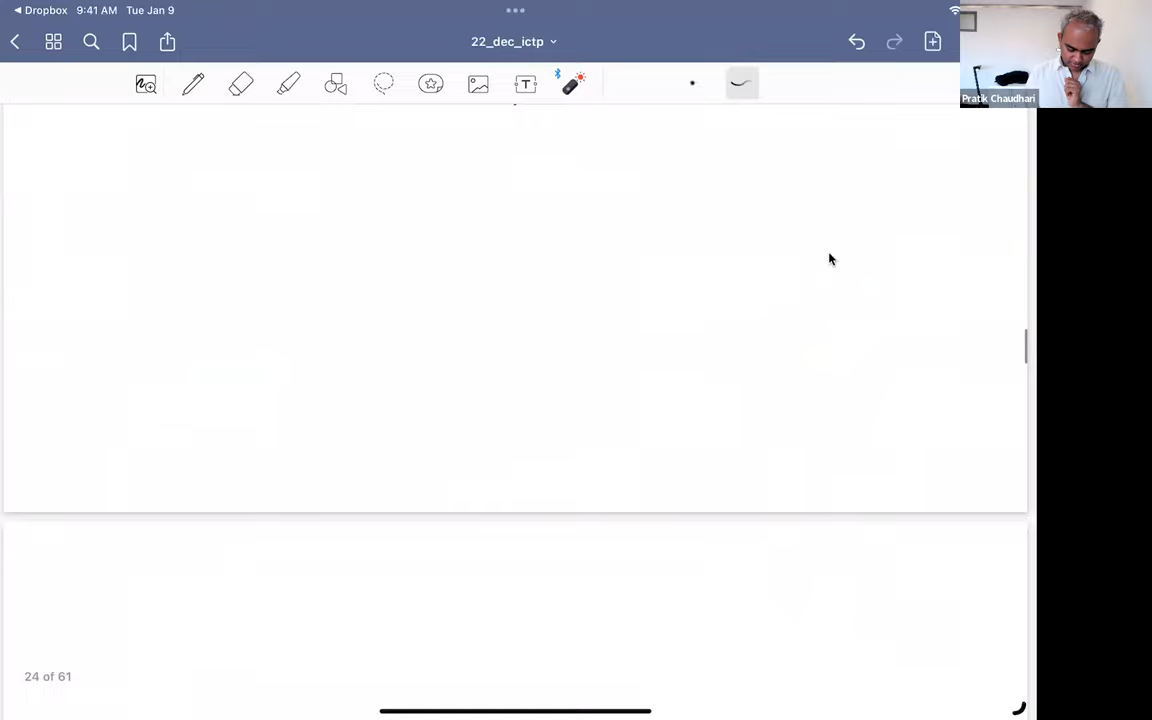 Dropbox 9:41 AM Tue Jan 9
22_dec_ictp
T
Pratik Chaudhari
24 of 61